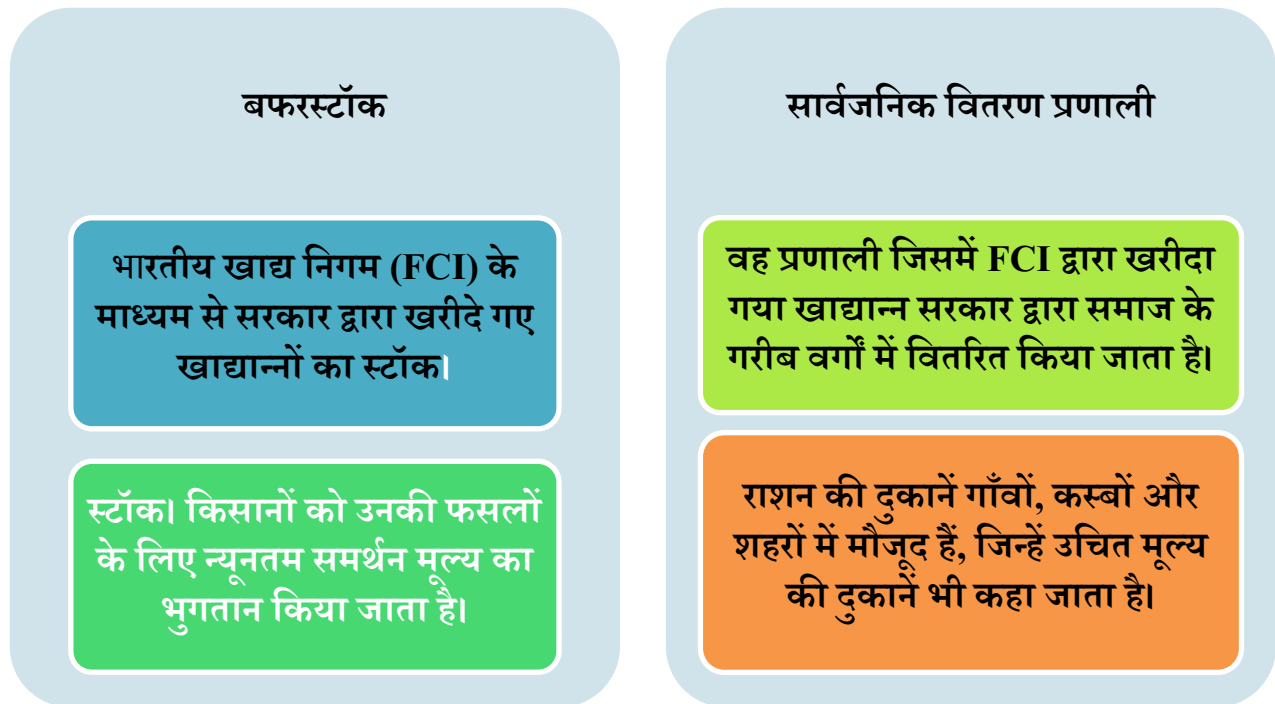 बफरस्टॉक
भारतीय खाद्य निगम (FCI) के
माध्यम से सरकार द्वारा खरीदे गए
खाद्यान्नों का स्टॉक।
स्टॉक। किसानों को उनकी फसलों
के लिए न्यूनतम समर्थन मूल्य का
भुगतान किया जाता है।
सार्वजनिक वितरण प्रणाली
वह प्रणाली जिसमें FCI द्वारा खरीदा
गया खाद्यान्न सरकार द्वारा समाज के
गरीब वर्गों में वितरित किया जाता है।
राशन की दुकानें गाँवों, कस्बों और
शहरों में मौजूद हैं, जिन्हें उचित मूल्य
की दुकानें भी कहा जाता है।